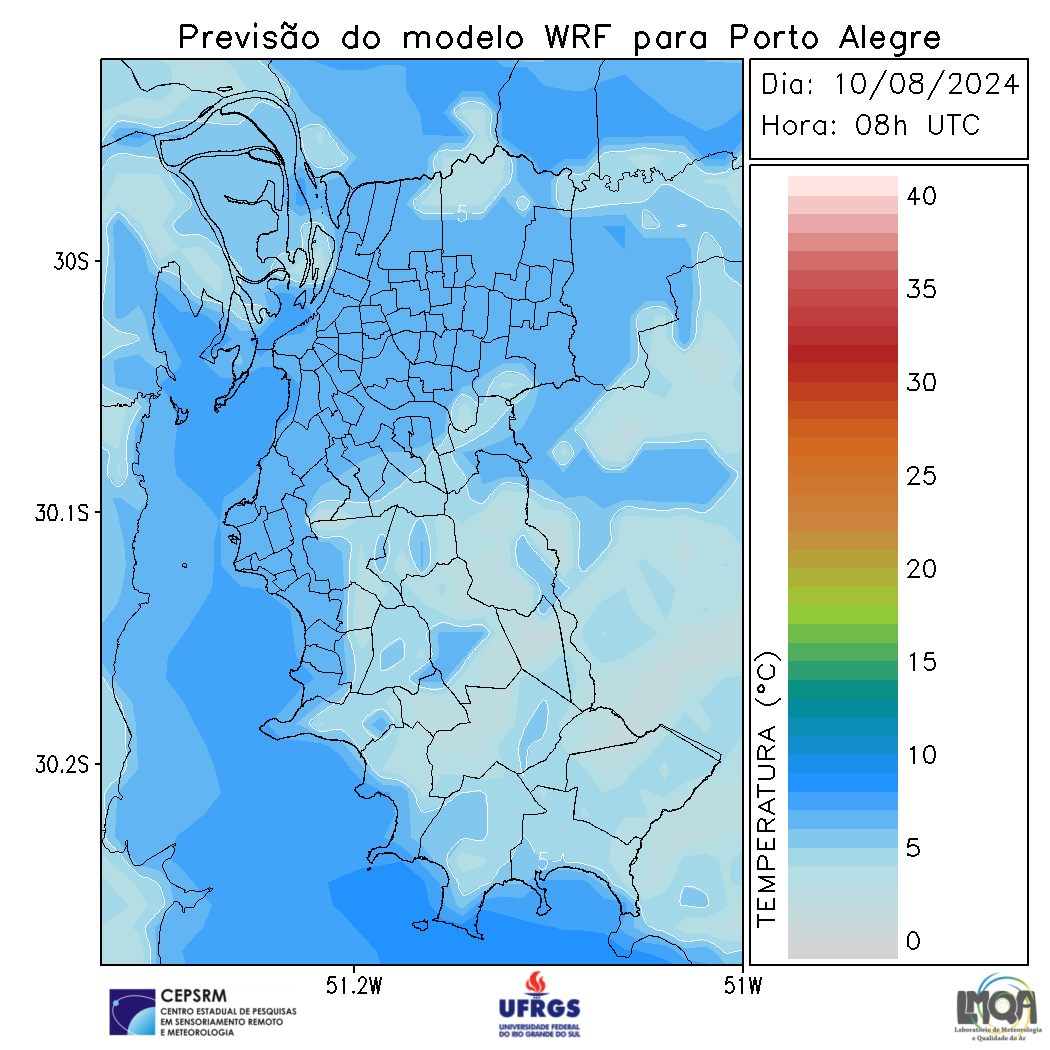 Previsão do modelo WRF para Porto Alegre
Dia: 10/08/2024
Hora: 08h UTC
30S
30.1S
30.2S
51.2W
51W
5
5
TEMPERATURA (°C)
40
35
30
25
20
15
10
5
0
CEPSRM
CENTRO ESTADUAL DE PESQUISAS
EM SENSORIAMENTO REMOTO
E METEOROLOGIA
UFRGS
UNIVERSIDADE FEDERAL
DO RIO GRANDE DO SUL
LMQA
Laboratório de Meteorologia
e Qualidade do Ar